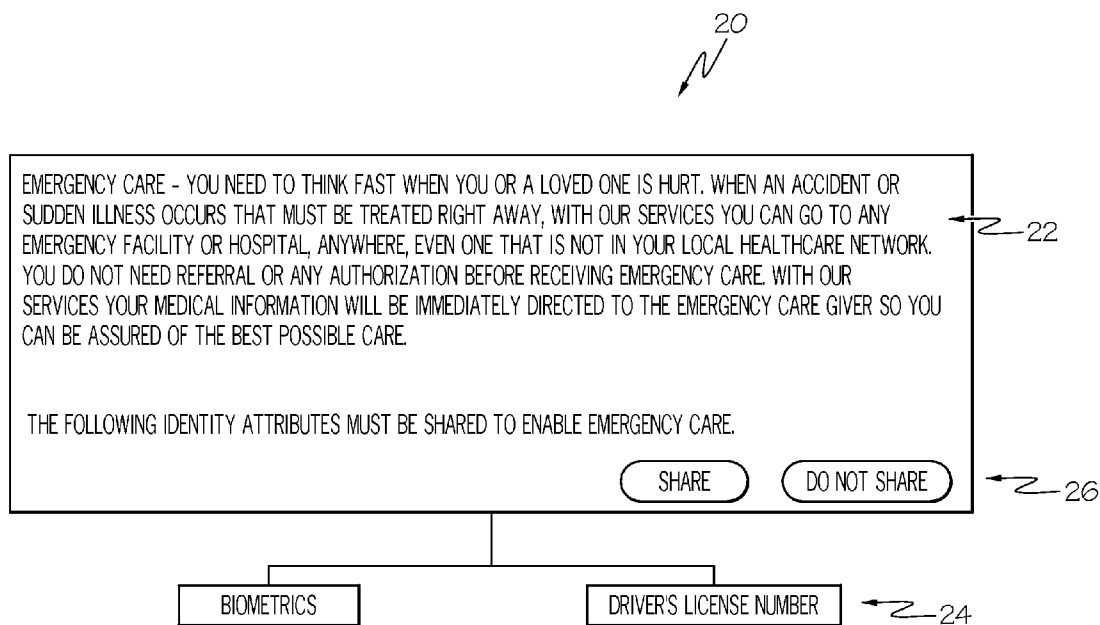 20
EMERGENCY CARE - YOU NEED TO THINK FAST WHEN YOU OR A LOVED ONE IS HURT. WHEN AN ACCIDENT OR
SUDDEN ILLNESS OCCURS THAT MUST BE TREATED RIGHT AWAY, WITH OUR SERVICES YOU CAN GO TO ANY
EMERGENCY FACILITY OR HOSPITAL, ANYWHERE, EVEN ONE THAT IS NOT IN YOUR LOCAL HEALTHCARE NETWORK.
YOU DO NOT NEED REFERRAL OR ANY AUTHORIZATION BEFORE RECEIVING EMERGENCY CARE. WITH OUR
SERVICES YOUR MEDICAL INFORMATION WILL BE IMMEDIATELY DIRECTED TO THE EMERGENCY CARE GIVER SO YOU
CAN BE ASSURED OF THE BEST POSSIBLE CARE.
22
THE FOLLOWING IDENTITY ATTRIBUTES MUST BE SHARED TO ENABLE EMERGENCY CARE.
SHARE DO NOT SHARE
26
BIOMETRICS DRIVER'S LICENSE NUMBER
24